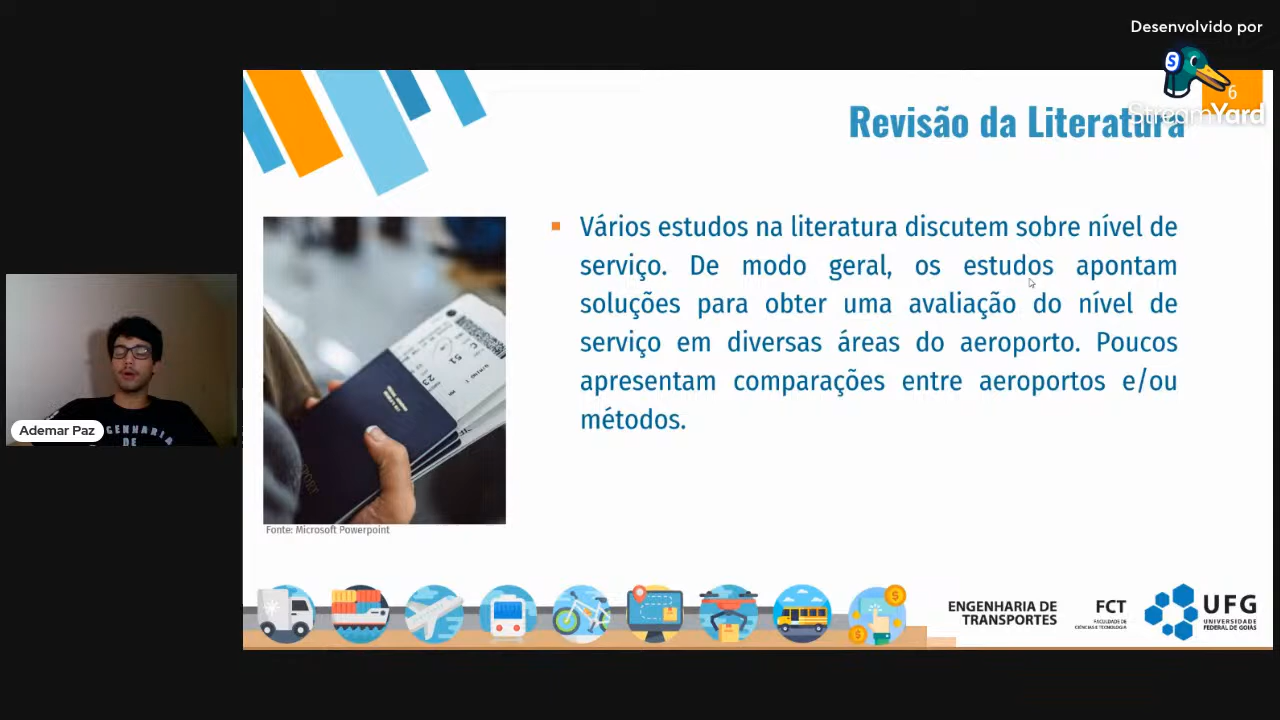 Desenvolvido por
StreamYard
6
Revisão da Literatura
Vários estudos na literatura discutem sobre nível de
serviço. De modo geral, os estudos apontam
soluções para obter uma avaliação do nível de
serviço em diversas áreas do aeroporto. Poucos
apresentam comparações entre aeroportos e/ou
métodos.
Fonte: Microsoft Powerpoint
Ademar Paz
ENGENHARIA
DE
ENGENHARIA DE
TRANSPORTES
FCT
FACULDADE DE
CIÊNCIAS E TECNOLOGIA
UFG
UNIVERSIDADE
FEDERAL DE GOIÁS